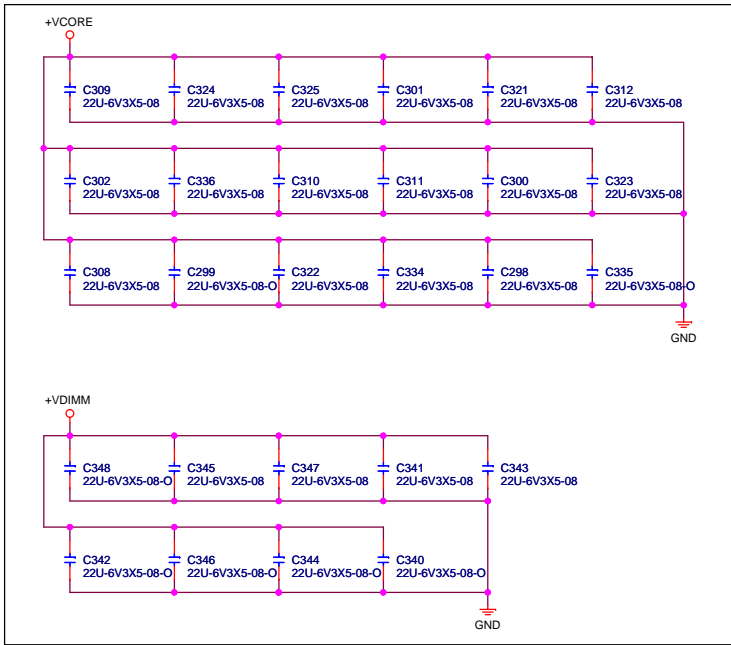 +VCORE
C309 C324 C325 C301 C321 C312
22U-6V3X5-08 22U-6V3X5-08 22U-6V3X5-08 22U-6V3X5-08 22U-6V3X5-08 22U-6V3X5-08
C302 C336 C310 C311 C300 C323
22U-6V3X5-08 22U-6V3X5-08 22U-6V3X5-08 22U-6V3X5-08 22U-6V3X5-08 22U-6V3X5-08
C308 C299 C322 C334 C298 C335
22U-6V3X5-08 22U-6V3X5-08-O 22U-6V3X5-08 22U-6V3X5-08 22U-6V3X5-08 22U-6V3X5-08-O
GND
+VDIMM
C348 C345 C347 C341 C343
22U-6V3X5-08-O 22U-6V3X5-08 22U-6V3X5-08 22U-6V3X5-08 22U-6V3X5-08
C342 C346 C344 C340
22U-6V3X5-08-O 22U-6V3X5-08-O 22U-6V3X5-08-O 22U-6V3X5-08-O
GND